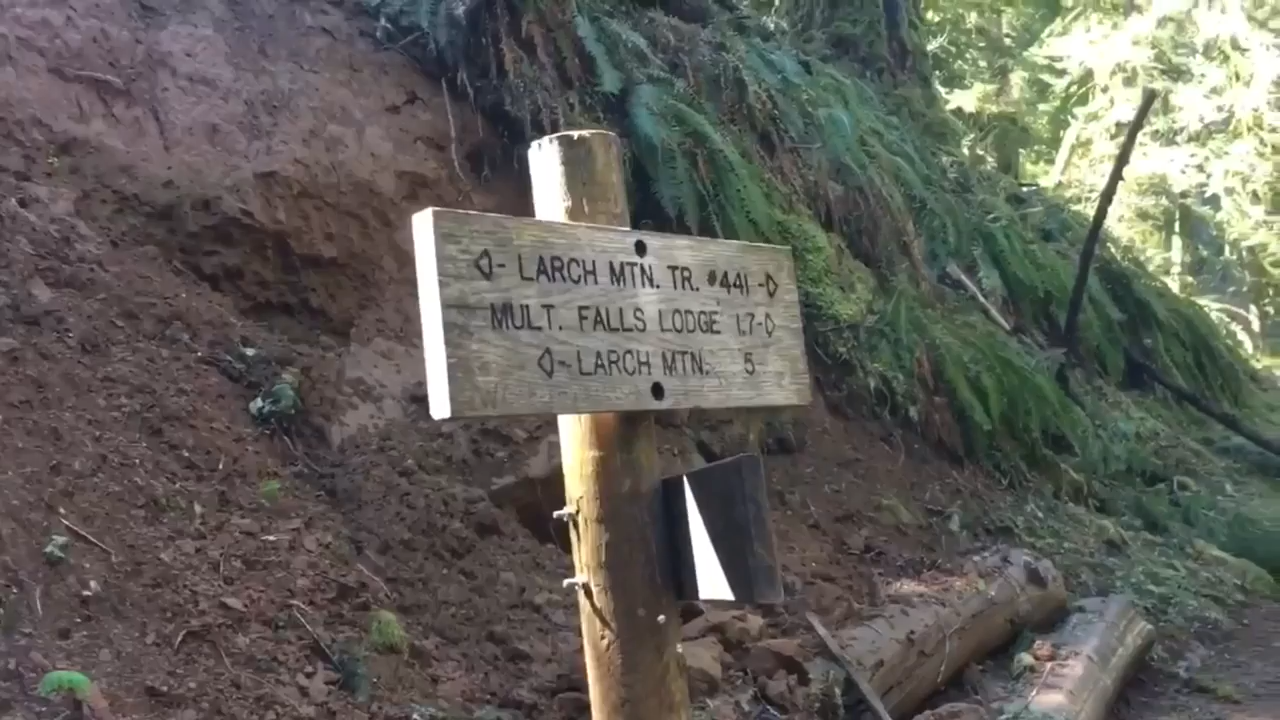 ◁- LARCH MTN. TR. #441 -▷
MULT. FALLS LODGE 1.7-▷
◁- LARCH MTN. 5